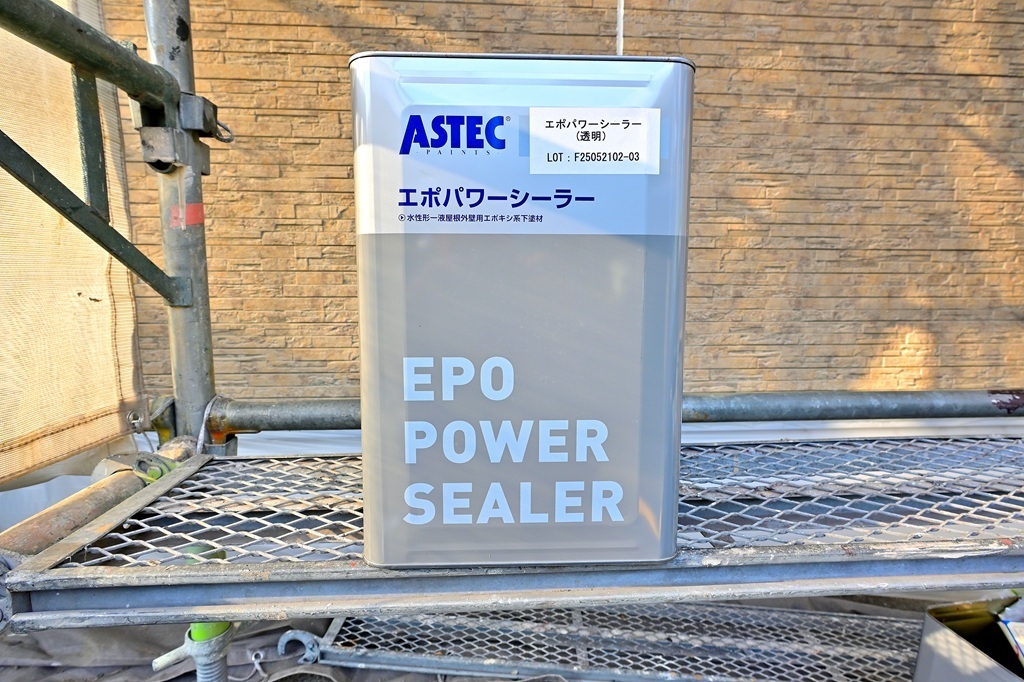 ASTEC®
PAINTS
エポパワーシーラー
(透明)
LOT : F25052102-03
エポパワーシーラー
水性形一液屋根外壁用エポキシ系下塗材
EPO
POWER
SEALER